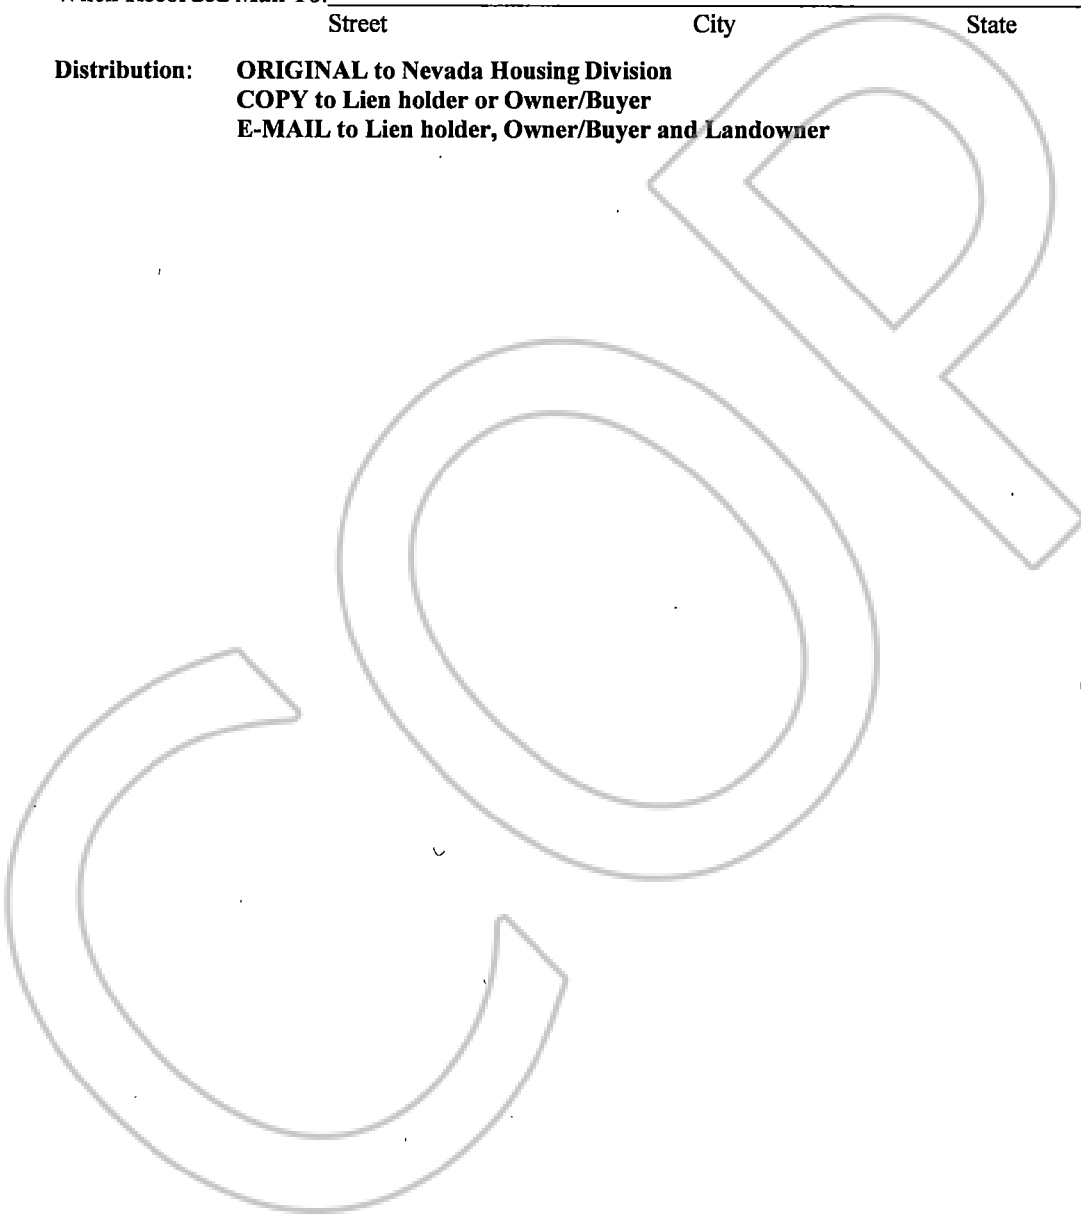 Street City State
Distribution: ORIGINAL to Nevada Housing Division
COPY to Lien holder or Owner/Buyer
E-MAIL to Lien holder, Owner/Buyer and Landowner
COP